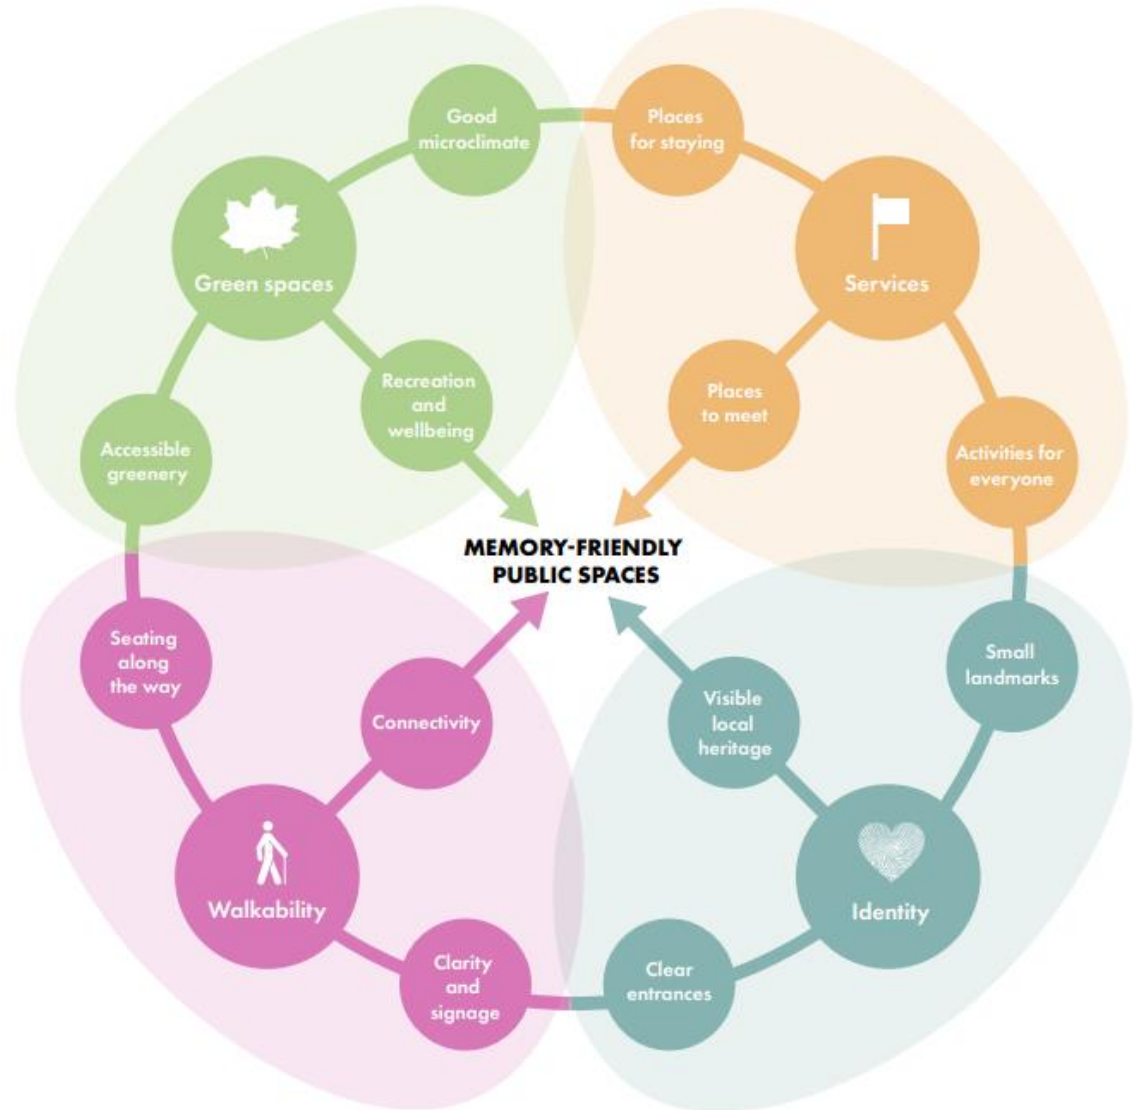 Good
microclimate
Places
for staying
Green spaces
Services
Recreation
and
wellbeing
Places
to meet
Accessible
greenery
Activities for
everyone
MEMORY-FRIENDLY
PUBLIC SPACES
Seating
along
the way
Connectivity
Visible
local
heritage
Small
landmarks
Walkability
Identity
Clarity
and
signage
Clear
entrances